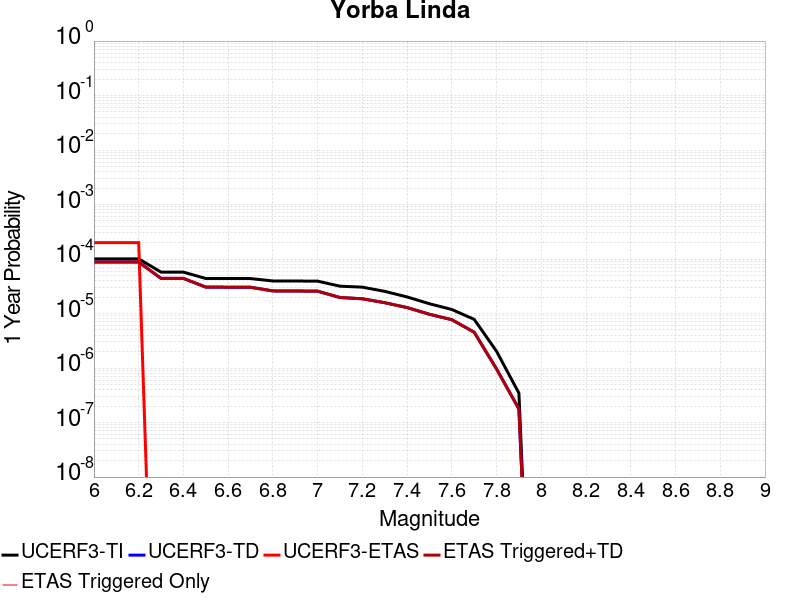 Yorba Linda
10^0
10^-1
10^-2
10^-3
10^-4
10^-5
10^-6
10^-7
10^-8
1 Year Probability
6 6.2 6.4 6.6 6.8 7 7.2 7.4 7.6 7.8 8 8.2 8.4 8.6 8.8 9
Magnitude
UCERF3-TI UCERF3-TD UCERF3-ETAS ETAS Triggered+TD
ETAS Triggered Only